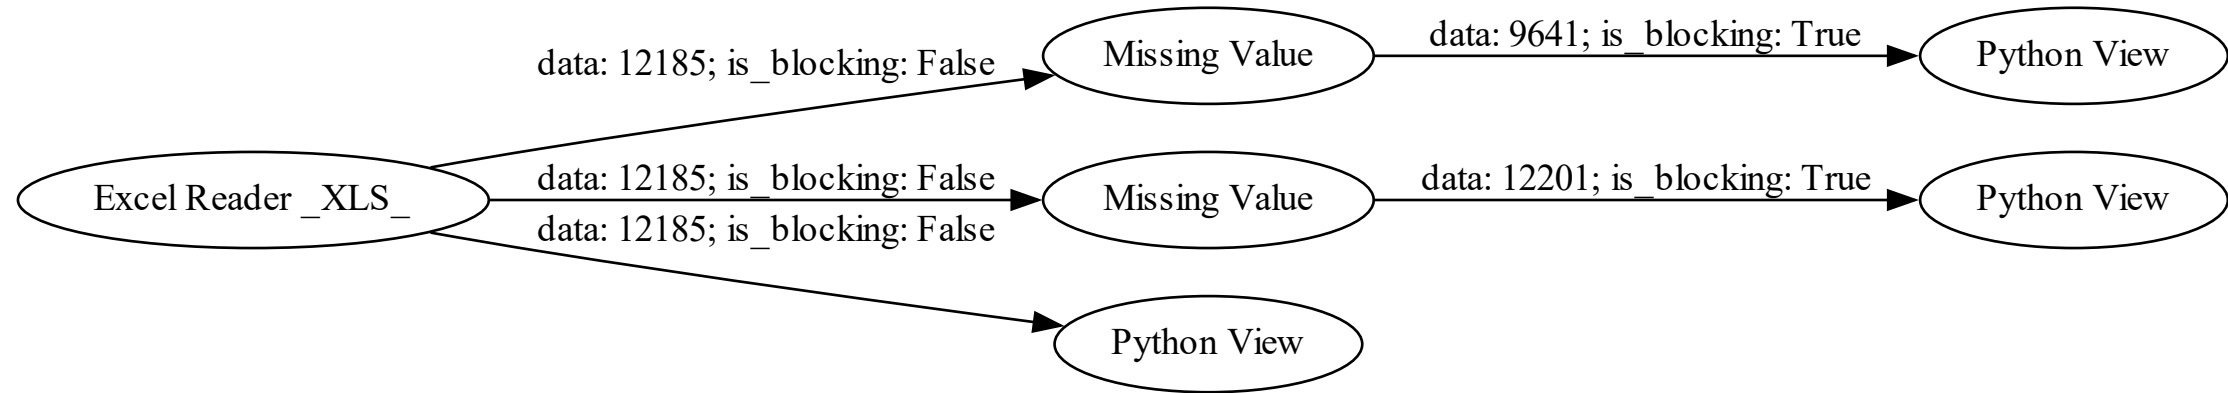 data: 12185; is_blocking: False
Missing Value
data: 9641; is_blocking: True
Python View
Excel Reader _XLS_
data: 12185; is_blocking: False
Missing Value
data: 12201; is_blocking: True
Python View
data: 12185; is_blocking: False
Python View